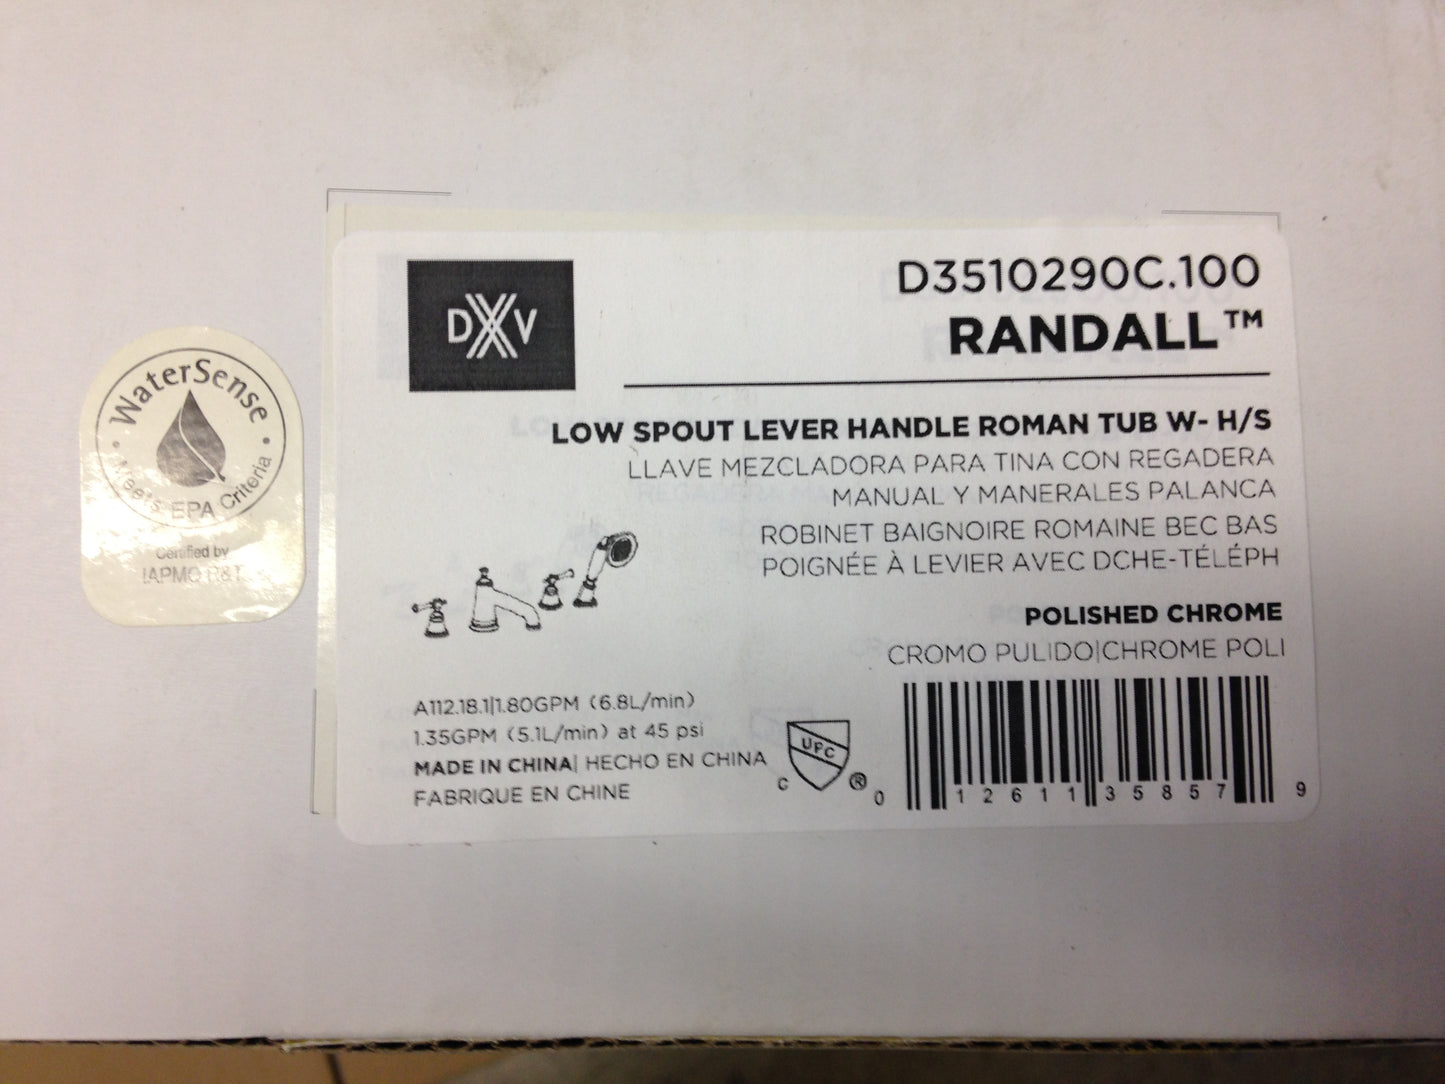 WaterSense
Meets EPA Criteria
Certified by
IAPMO R&T
DXV
D3510290C.100
RANDALL™
LOW SPOUT LEVER HANDLE ROMAN TUB W- H/S
LLAVE MEZCLADORA PARA TINA CON REGADERA
MANUAL Y MANERALES PALANCA
ROBINET BAIGNOIRE ROMAINE BEC BAS
POIGNÉE À LEVIER AVEC DCHE-TÉLÉPH
POLISHED CHROME
CROMO PULIDO|CHROME POLI
A112.18.1|1.80GPM (6.8L/min)
1.35GPM (5.1L/min) at 45 psi
MADE IN CHINA| HECHO EN CHINA
FABRIQUE EN CHINE
c UPC ®
0 12611 35857 9